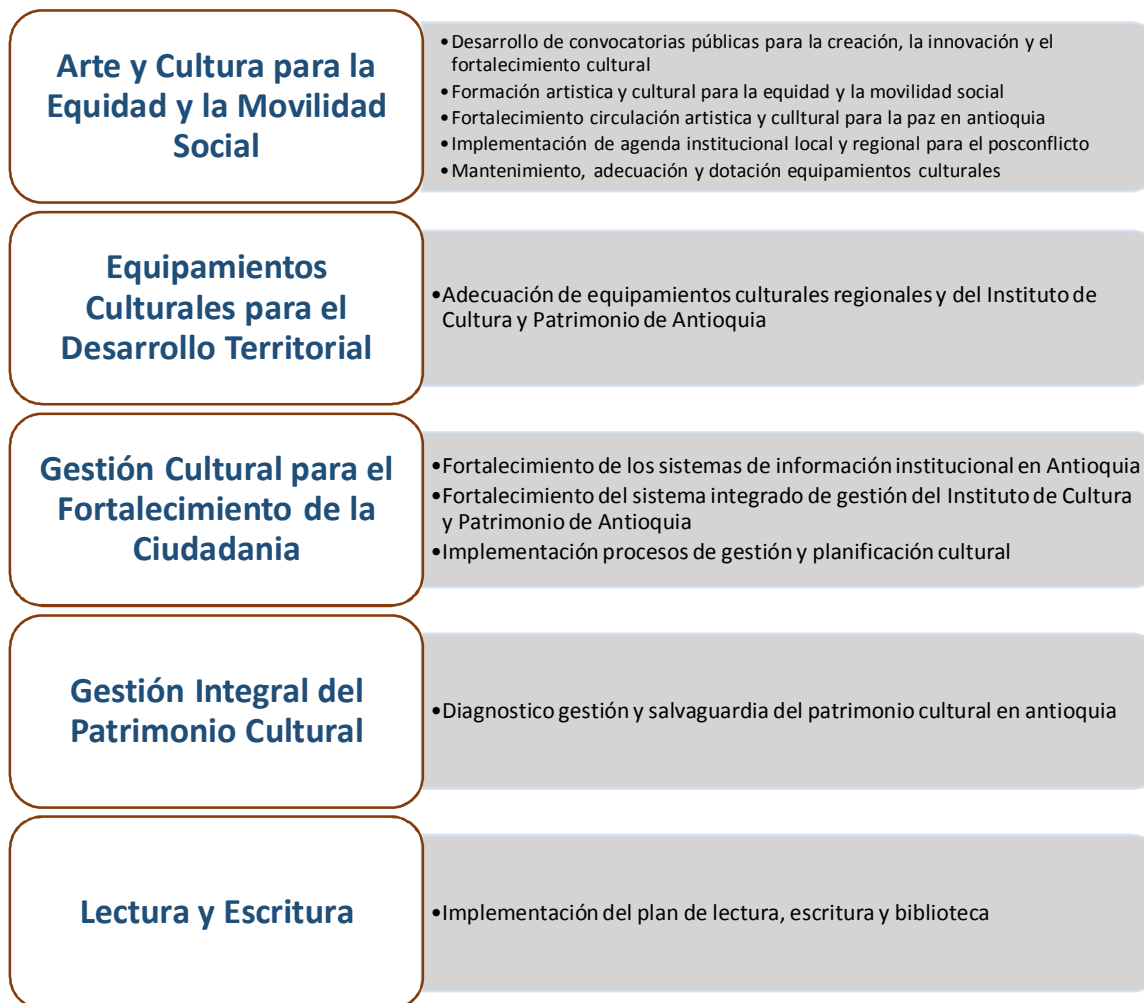 Arte y Cultura para la
Equidad y la Movilidad
Social
•Desarrollo de convocatorias públicas para la creación, la innovación y el
fortalecimiento cultural
•Formación artistica y cultural para la equidad y la movilidad social
•Fortalecimiento circulación artistica y culltural para la paz en antioquia
•Implementación de agenda institucional local y regional para el posconflicto
•Mantenimiento, adecuación y dotación equipamientos culturales
Equipamientos
Culturales para el
Desarrollo Territorial
•Adecuación de equipamientos culturales regionales y del Instituto de
Cultura y Patrimonio de Antioquia
Gestión Cultural para el
Fortalecimiento de la
Ciudadania
•Fortalecimiento de los sistemas de información institucional en Antioquia
•Fortalecimiento del sistema integrado de gestión del Instituto de Cultura
y Patrimonio de Antioquia
•Implementación procesos de gestión y planificación cultural
Gestión Integral del
Patrimonio Cultural
•Diagnostico gestión y salvaguardia del patrimonio cultural en antioquia
Lectura y Escritura
•Implementación del plan de lectura, escritura y biblioteca